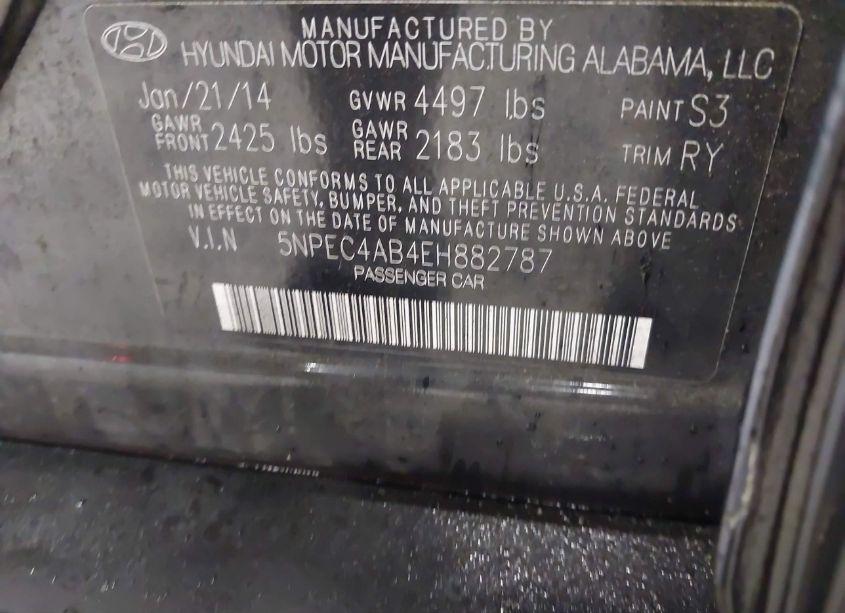 MANUFACTURED BY
HYUNDAI MOTOR MANUFACTURING ALABAMA, LLC
Jan/21/14 GVWR 4497 lbs PAINT S3
GAWR FRONT 2425 lbs GAWR REAR 2183 lbs TRIM RY
THIS VEHICLE CONFORMS TO ALL APPLICABLE U.S.A. FEDERAL
MOTOR VEHICLE SAFETY, BUMPER, AND THEFT PREVENTION STANDARDS
IN EFFECT ON THE DATE OF MANUFACTURE SHOWN ABOVE
V.I.N 5NPEC4AB4EH882787
PASSENGER CAR